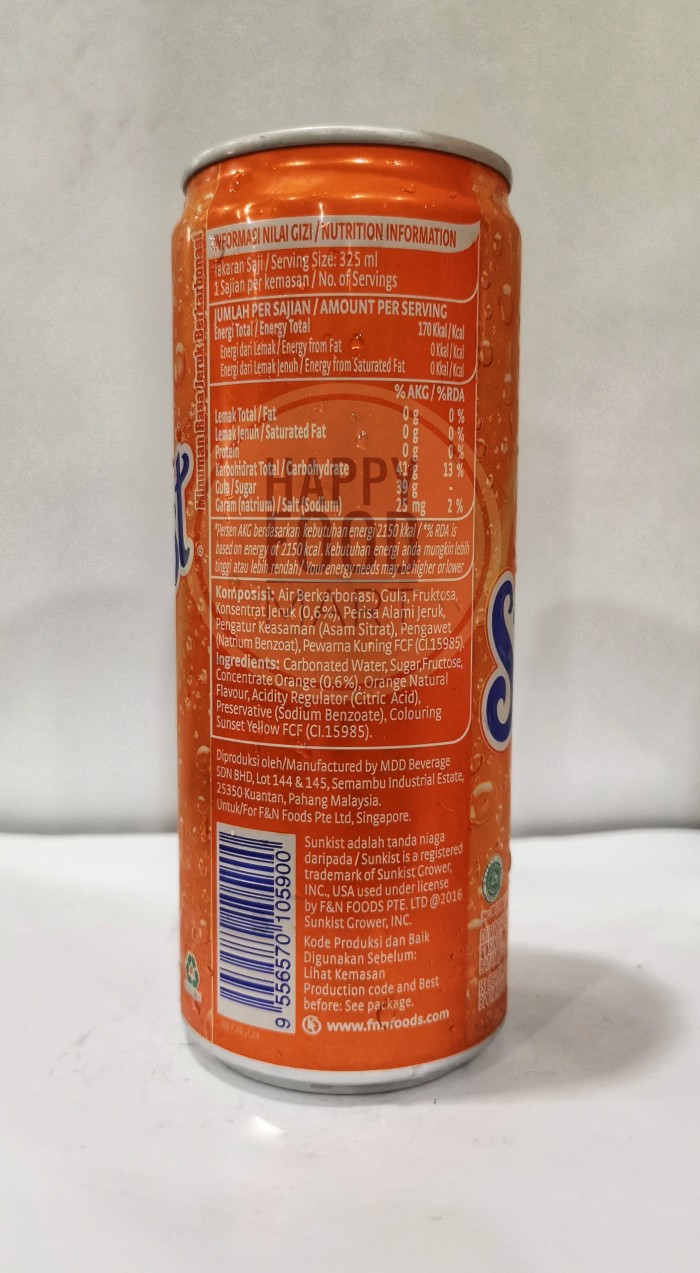 INFORMASI NILAI GIZI / NUTRITION INFORMATION
Takaran Saji / Serving Size: 325 ml
1 Sajian per kemasan / No. of Servings
JUMLAH PER SAJIAN / AMOUNT PER SERVING
Energi Total / Energy Total 170 Kkal / Kcal
Energi dari Lemak / Energy from Fat 0 Kkal / Kcal
Energi dari Lemak Jenuh / Energy from Saturated Fat 0 Kkal / Kcal
% AKG / %RDA
Lemak Total / Fat 0 g 0 %
Lemak Jenuh / Saturated Fat 0 g 0 %
Protein 0 g 0 %
Karbohidrat Total / Carbohydrate 41 g 13 %
Gula / Sugar 39 g -
Garam (natrium) / Salt (Sodium) 25 mg 2 %
*Persen AKG berdasarkan kebutuhan energi 2150 kkal / *% RDA is
based on energy of 2150 kcal. Kebutuhan energi anda mungkin lebih
tinggi atau lebih rendah / Your energy needs may be higher or lower
Komposisi: Air Berkarbonasi, Gula, Fruktosa,
Konsentrat Jeruk (0,6%), Perisa Alami Jeruk,
Pengatur Keasaman (Asam Sitrat), Pengawet
(Natrium Benzoat), Pewarna Kuning FCF (CI.15985).
Ingredients: Carbonated Water, Sugar,Fructose,
Concentrate Orange (0.6%), Orange Natural
Flavour, Acidity Regulator (Citric Acid),
Preservative (Sodium Benzoate), Colouring
Sunset Yellow FCF (CI.15985).
Diproduksi oleh/Manufactured by MDD Beverage
SDN BHD, Lot 144 & 145, Semambu Industrial Estate,
25350 Kuantan, Pahang Malaysia.
Untuk/For F&N Foods Pte Ltd, Singapore.
Sunkist adalah tanda niaga
daripada / Sunkist is a registered
trademark of Sunkist Grower,
INC., USA used under license
by F&N FOODS PTE. LTD @2016
Sunkist Grower, INC.
Kode Produksi dan Baik
Digunakan Sebelum:
Lihat Kemasan
Production code and Best
before: See package.
www.fnnfoods.com
9 556570 105900
Minuman Rasa Jeruk Berkarbonasi
HAPPY
FOOD